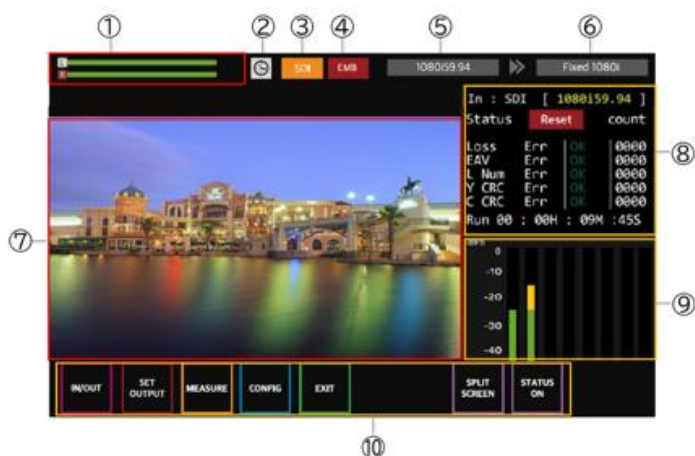 ① ② ③ ④ ⑤ ⑥
L
R
SDI EMB 1080i59.94 Fixed 1080i
In : SDI [ 1080i59.94 ]
Status Reset count
Loss Err OK 0000
EAV Err OK 0000
L Num Err OK 0000
Y CRC Err OK 0000
C CRC Err OK 0000
Run 00 : 00H : 09M :45S
⑧
⑦
0
-10
-20
-30
-40
⑨
IN/OUT SET OUTPUT MEASURE CONFIG EXIT SPLIT SCREEN STATUS ON
⑩